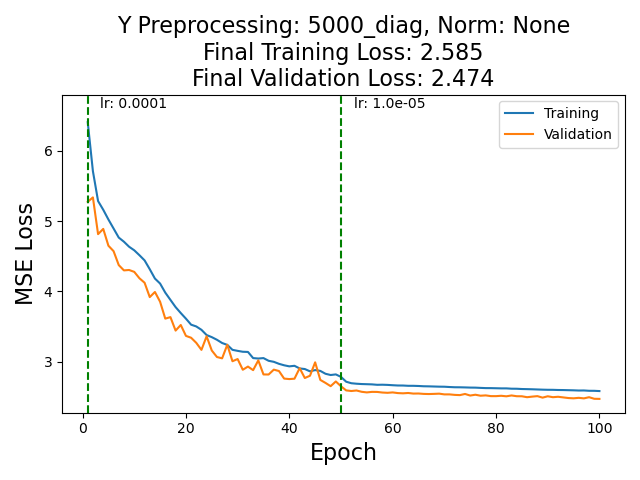 Y Preprocessing: 5000_diag, Norm: None
Final Training Loss: 2.585
Final Validation Loss: 2.474
lr: 0.0001
lr: 1.0e-05
Training
Validation
6
5
4
3
MSE Loss
0
20
40
60
80
100
Epoch